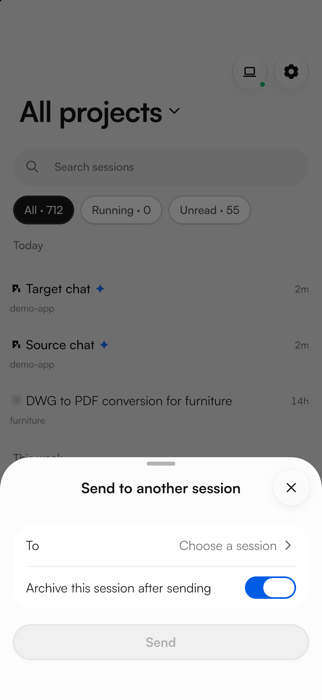 All projects
Search sessions
All · 712
Running · 0
Unread · 55
Today
Target chat
2m
demo-app
Source chat
2m
demo-app
DWG to PDF conversion for furniture
14h
furniture
Send to another session
To
Choose a session
Archive this session after sending
Send